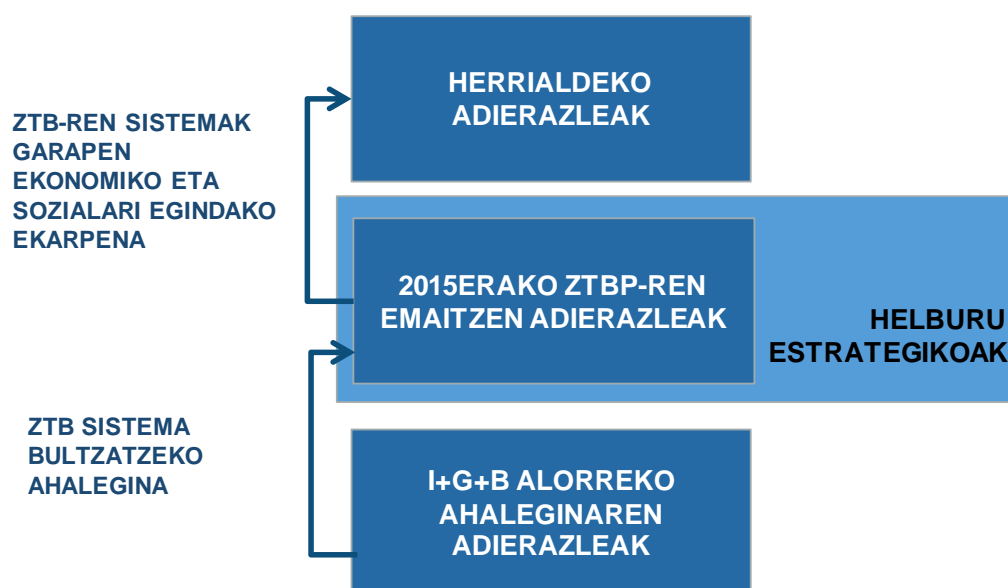 HERRIALDEKO
ADIERAZLEAK
ZTB-REN SISTEMAK
GARAPEN
EKONOMIKO ETA
SOZIALARI EGINDAKO
EKARPENA
2015ERAKO ZTBP-REN
EMAITZEN ADIERAZLEAK
HELBURU
ESTRATEGIKOAK
ZTB SISTEMA
BULTZATZEKO
AHALEGINA
I+G+B ALORREKO
AHALEGINAREN
ADIERAZLEAK